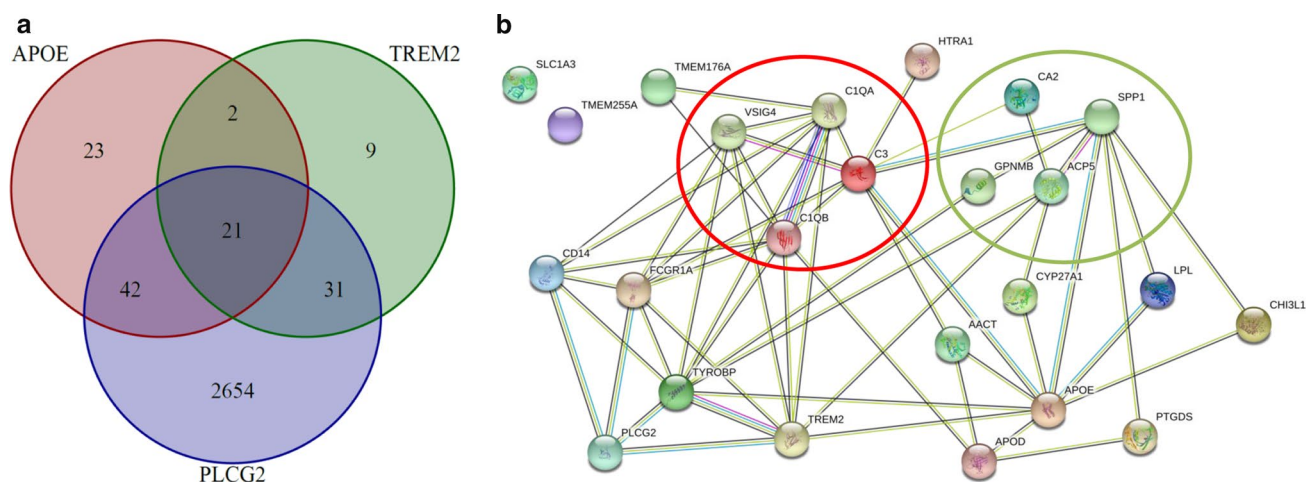 a
APOE
TREM2
23
2
9
21
42
31
2654
PLCG2
b
SLC1A3
TMEM255A
TMEM176A
HTRA1
C1QA
VSIG4
C3
C1QB
CA2
SPP1
GPNMB
ACP5
CD14
FCGR1A
CYP27A1
LPL
CHI3L1
AACT
TYROBP
APOE
PLCG2
TREM2
APOD
PTGDS